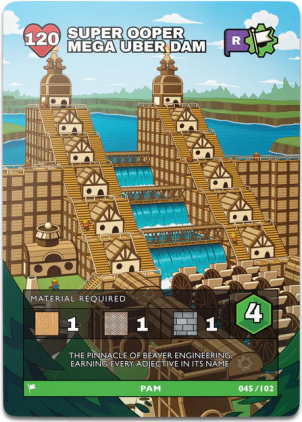 120
SUPER OOPER
MEGA UBER DAM
R
MATERIAL REQUIRED
1 1 1 4
THE PINNACLE OF BEAVER ENGINEERING,
EARNING EVERY ADJECTIVE IN ITS NAME
PAM 045 /102